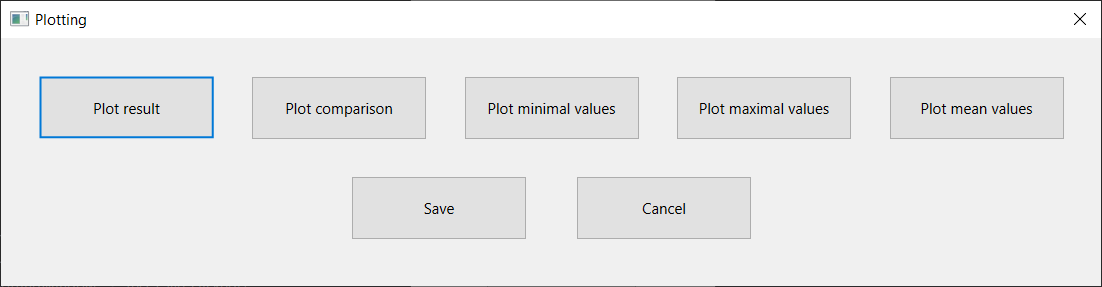 Plotting
Plot result
Plot comparison
Plot minimal values
Plot maximal values
Plot mean values
Save
Cancel